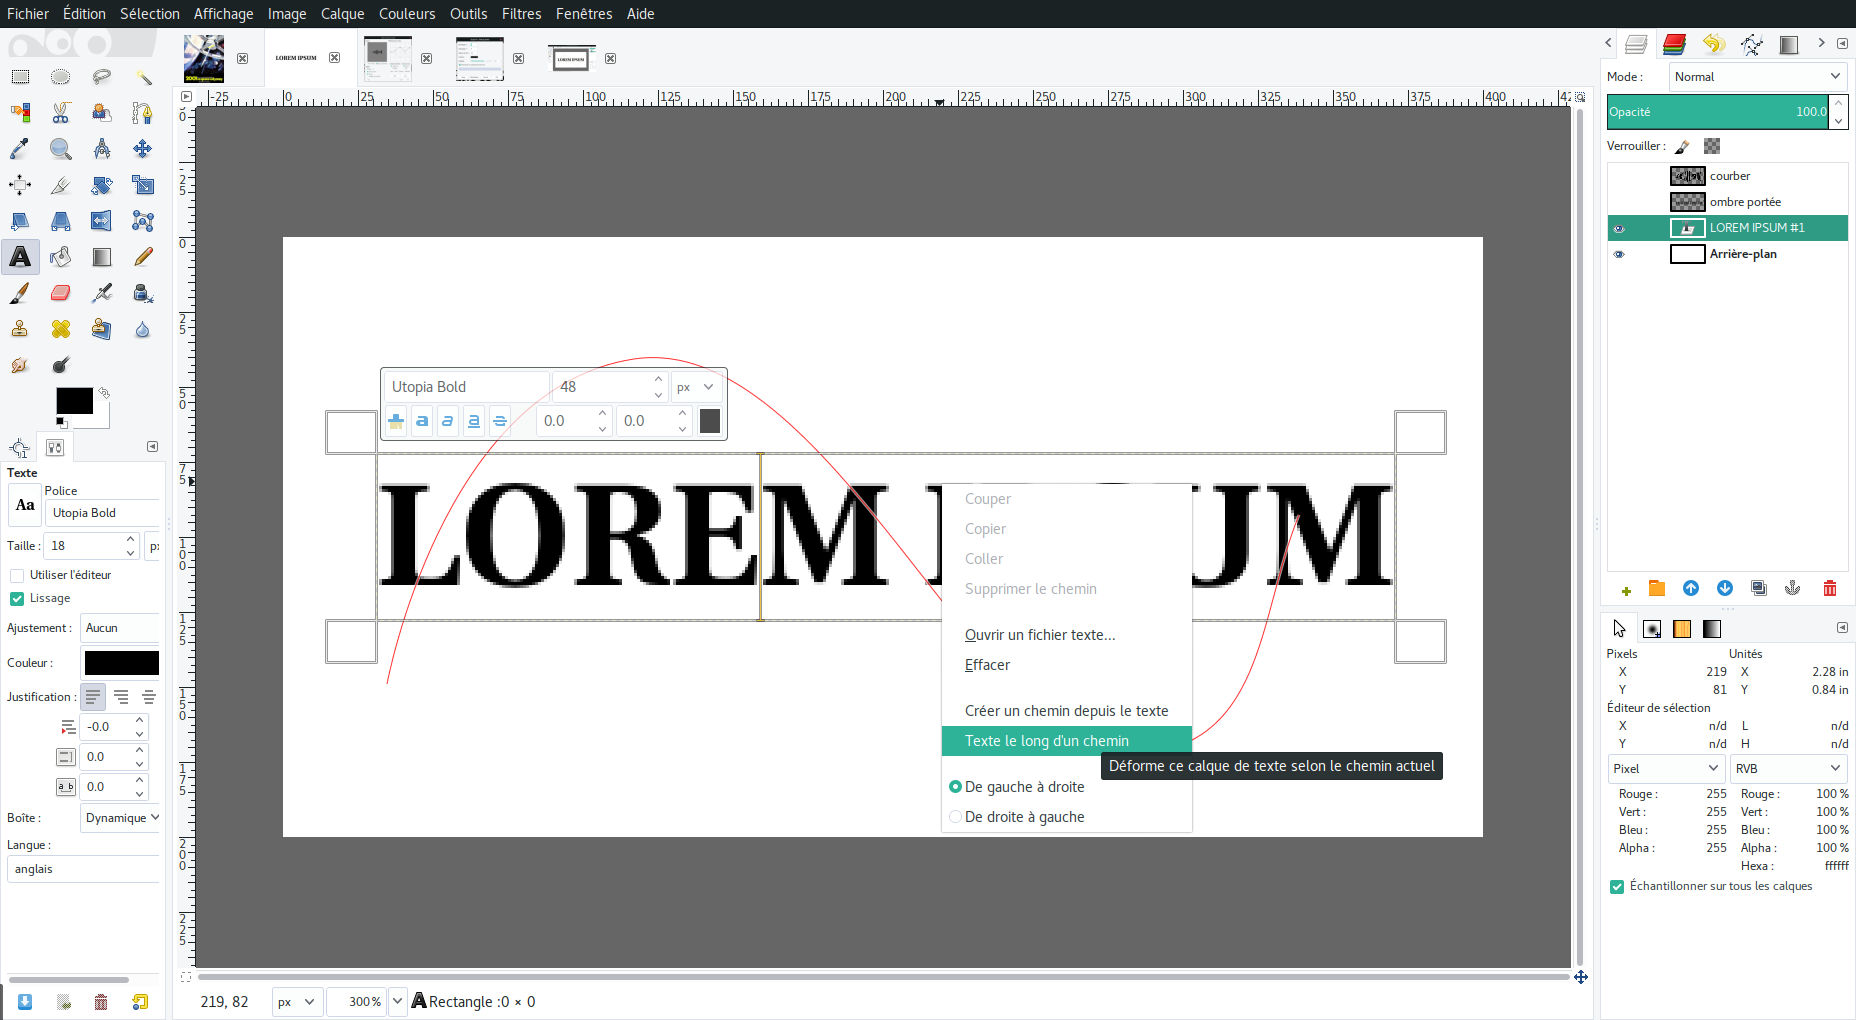 Fichier Édition Sélection Affichage Image Calque Couleurs Outils Filtres Fenêtres Aide
LOREM IPSUM
LOREM IPSUM
-25 0 25 50 75 100 125 150 175 200 225 250 275 300 325 350 375 400
Utopia Bold 48 px
0.0 0.0
LOREM
UM
Couper
Copier
Coller
Supprimer le chemin
Ouvrir un fichier texte...
Effacer
Créer un chemin depuis le texte
Texte le long d'un chemin
Déforme ce calque de texte selon le chemin actuel
De gauche à droite
De droite à gauche
Texte
Police
Aa
Utopia Bold
Taille : 18
Utiliser l'éditeur
Lissage
Ajustement : Aucun
Couleur :
Justification :
-0.0
0.0
a_b 0.0
Boîte : Dynamique
Langue :
anglais
219, 82 px 300 % A Rectangle :0 × 0
Mode : Normal
Opacité 100.0
Verrouiller :
courber
ombre portée
LOREM IPSUM #1
Arrière-plan
Pixels Unités
X 219 X 2.28 in
Y 81 Y 0.84 in
Éditeur de sélection
X n/d L n/d
Y n/d H n/d
Pixel RVB
Rouge : 255 Rouge : 100 %
Vert : 255 Vert : 100 %
Bleu : 255 Bleu : 100 %
Alpha : 255 Alpha : 100 %
Hexa : ffffff
Échantillonner sur tous les calques